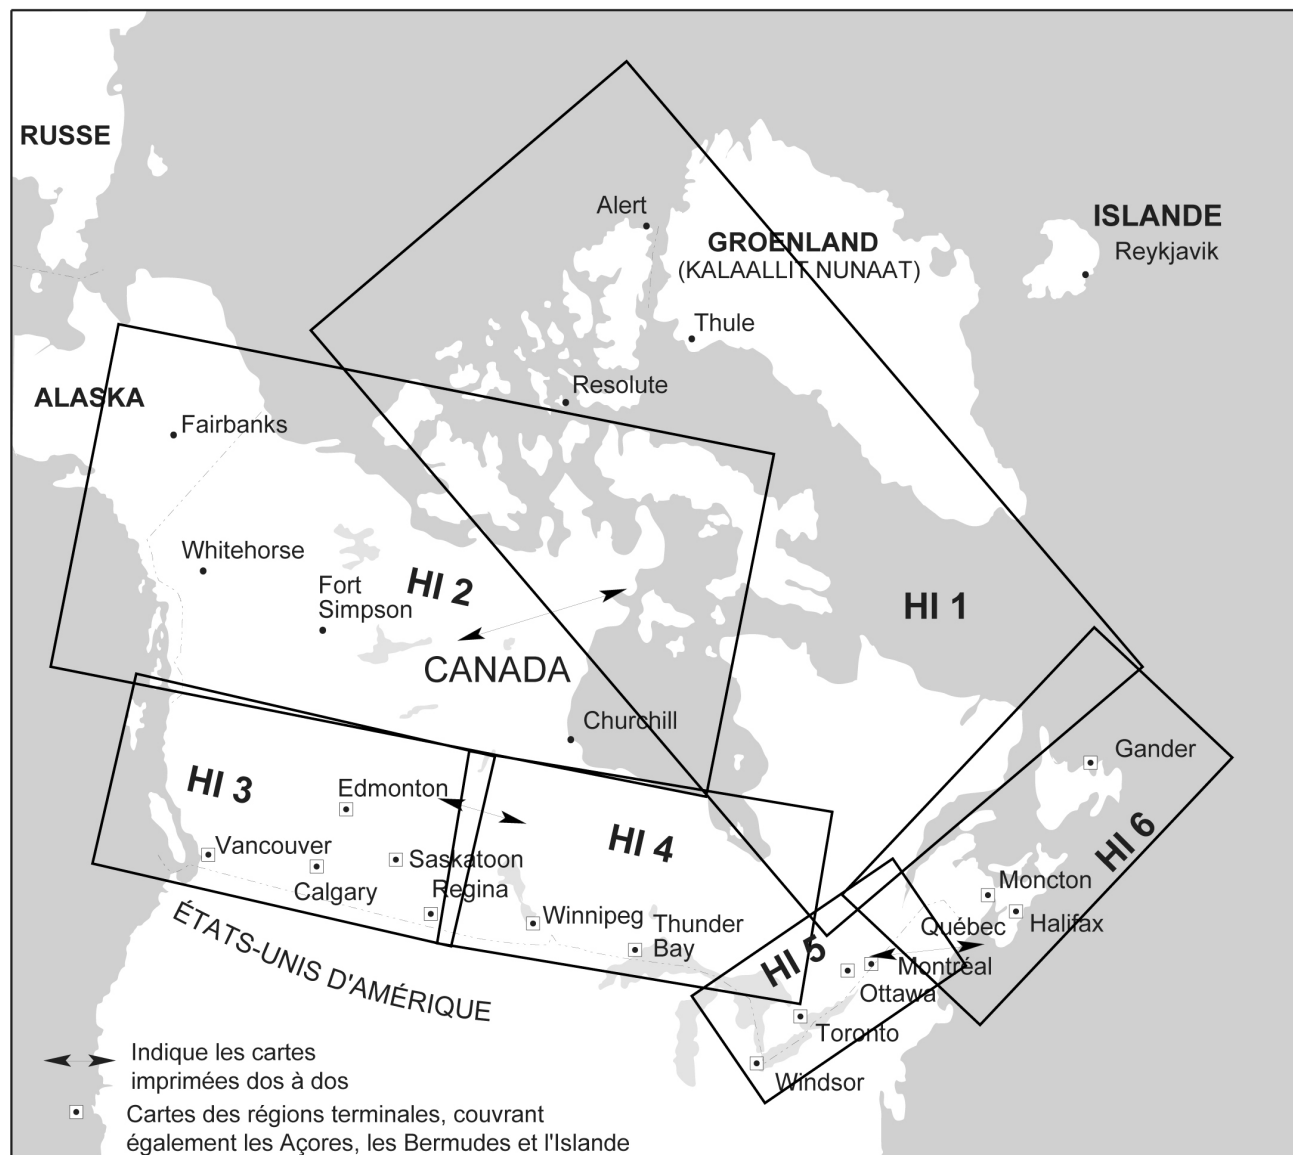 RUSSE
Alert
GROENLAND
(KALAALLIT NUNAAT)
ISLANDE
Reykjavik
Thule
Resolute
ALASKA
Fairbanks
Whitehorse
Fort
Simpson
HI 2
HI 1
CANADA
Churchill
Gander
HI 3
Edmonton
HI 4
HI 6
Vancouver
Calgary
Saskatoon
Regina
Winnipeg
Thunder
Bay
Moncton
Halifax
Québec
HI 5
Montréal
Ottawa
Toronto
Windsor
ÉTATS-UNIS D'AMÉRIQUE
Indique les cartes
imprimées dos à dos
Cartes des régions terminales, couvrant
également les Açores, les Bermudes et l'Islande